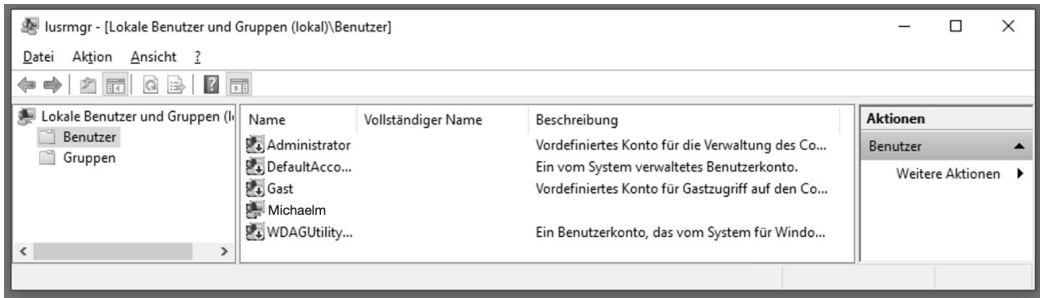 lusrmgr - [Lokale Benutzer und Gruppen (lokal)\Benutzer]
Datei Aktion Ansicht ?
Lokale Benutzer und Gruppen (l
Benutzer
Gruppen
Name Vollständiger Name Beschreibung
Administrator Vordefiniertes Konto für die Verwaltung des Co...
DefaultAcco... Ein vom System verwaltetes Benutzerkonto.
Gast Vordefiniertes Konto für Gastzugriff auf den Co...
Michaelm
WDAGUtility... Ein Benutzerkonto, das vom System für Windo...
Aktionen
Benutzer
Weitere Aktionen